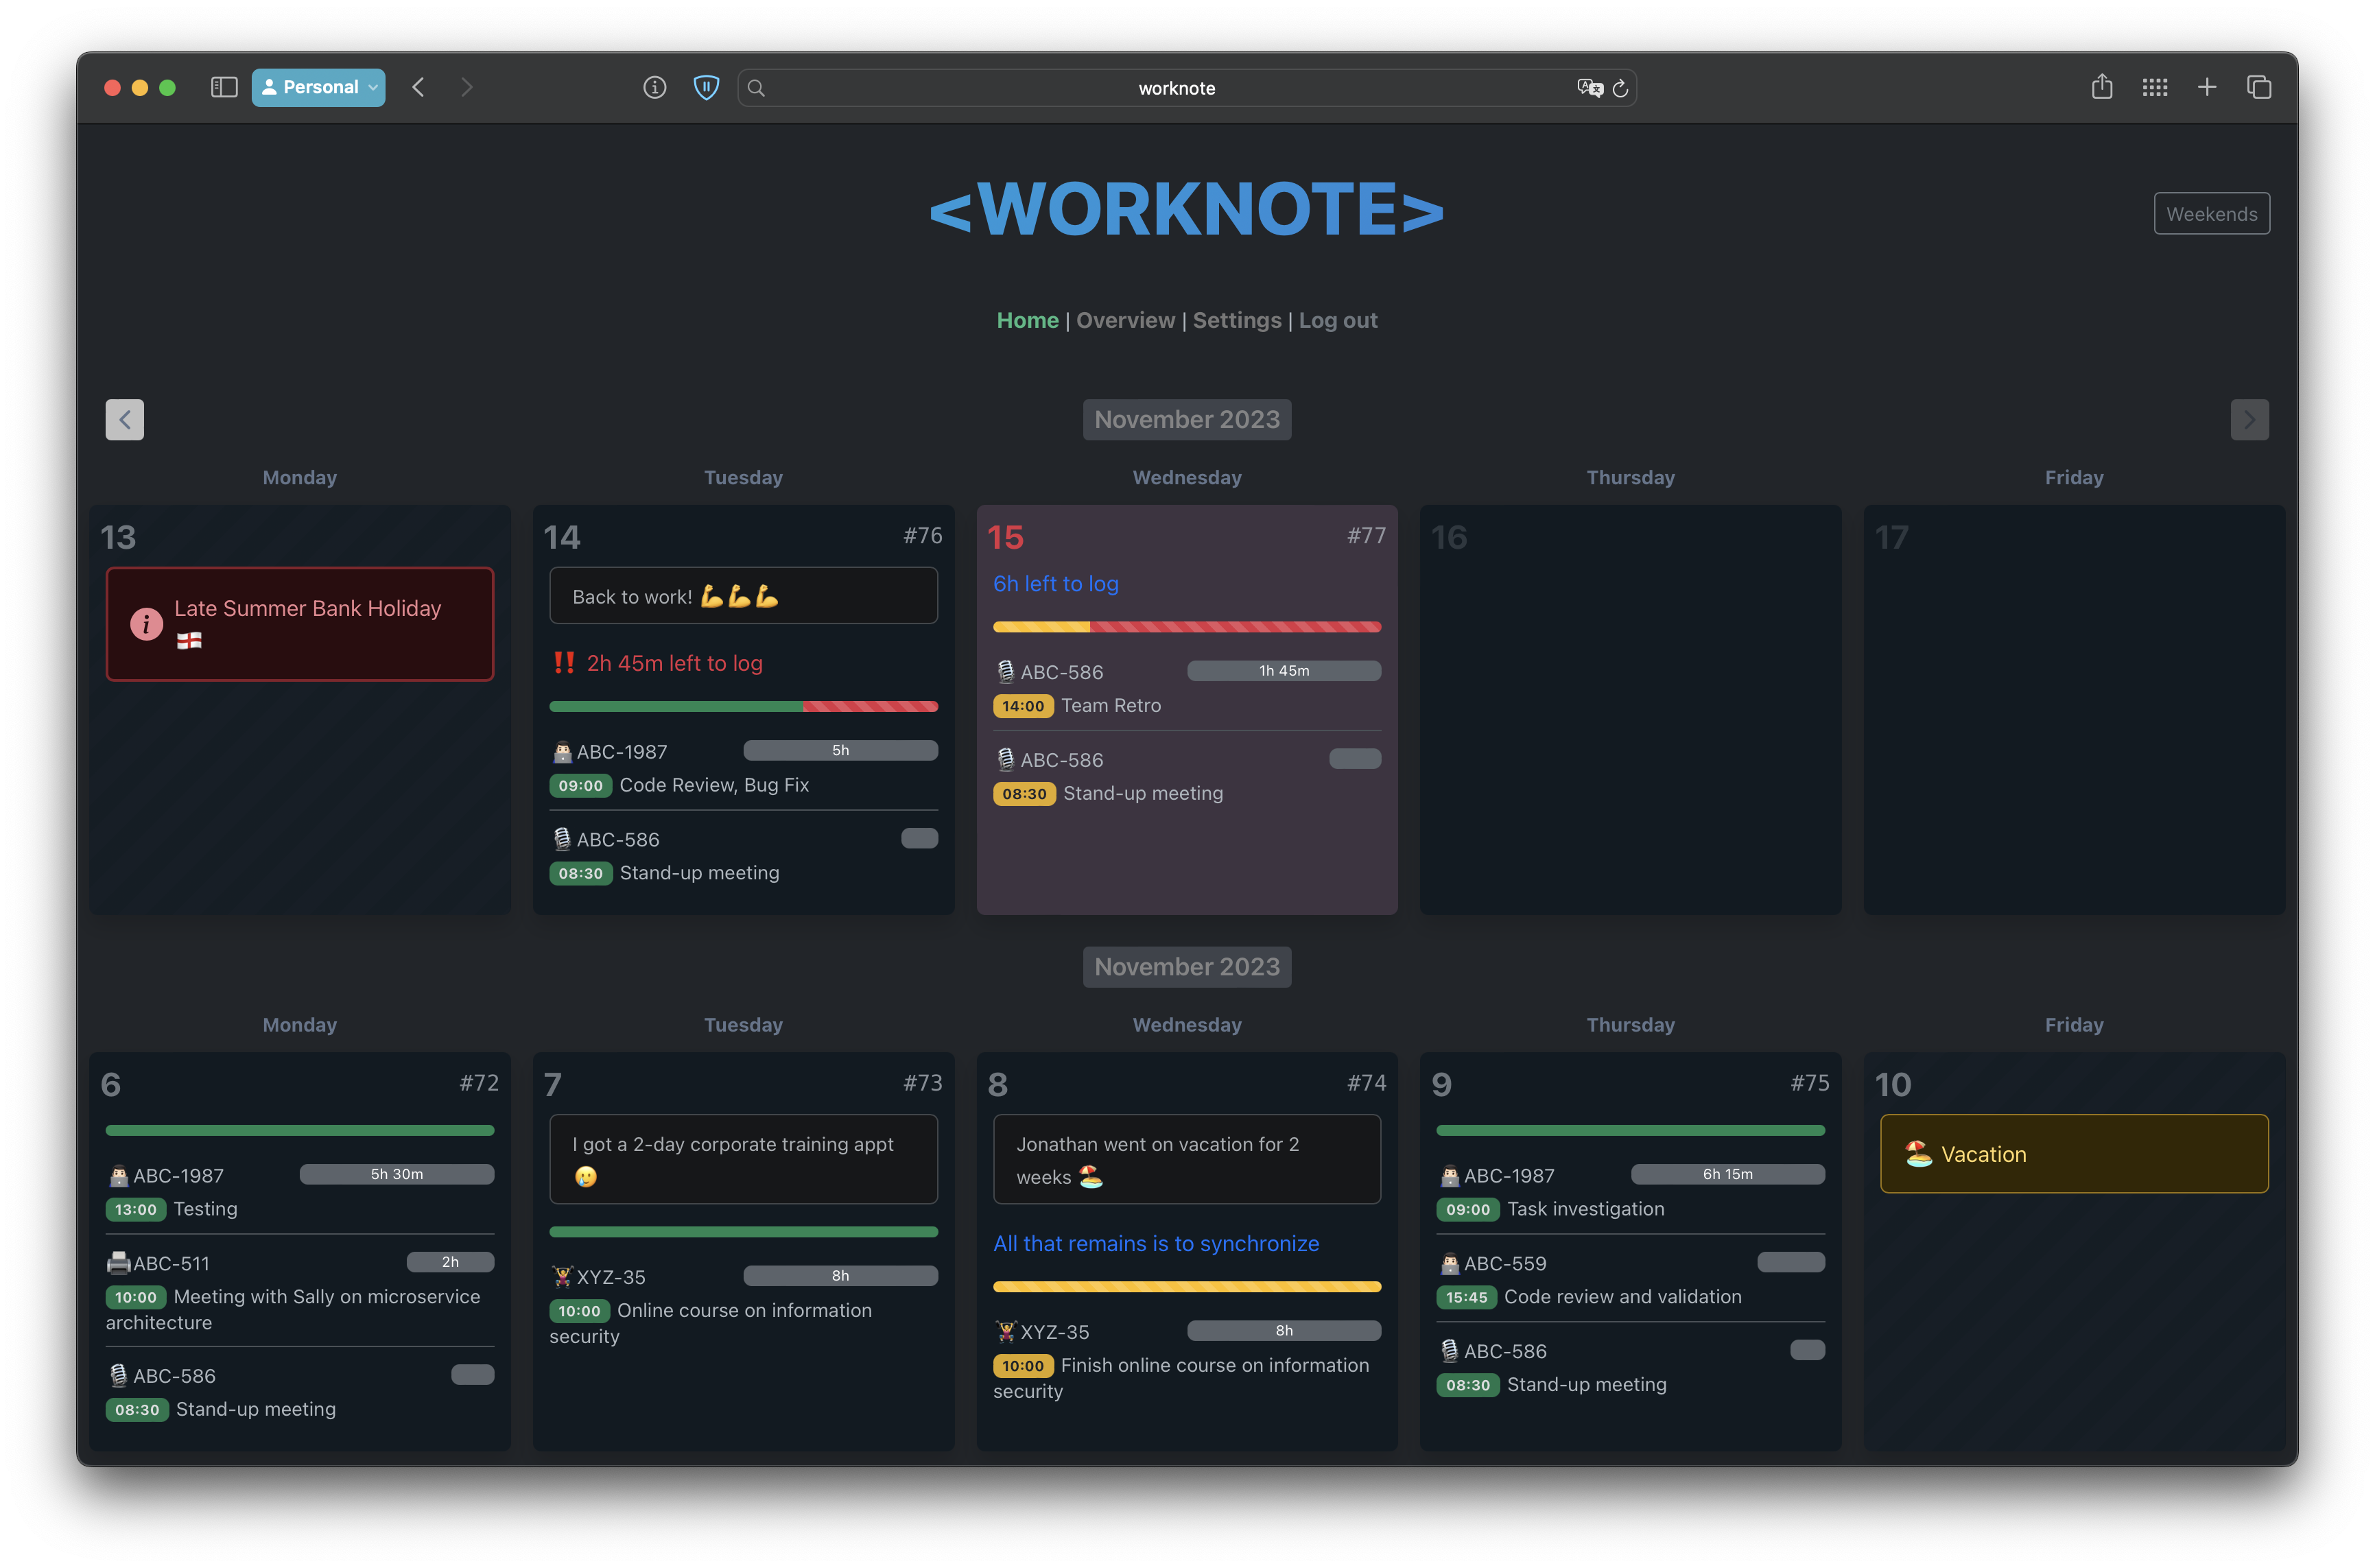 Personal
worknote
<WORKNOTE>
Weekends
Home | Overview | Settings | Log out
November 2023
Monday Tuesday Wednesday Thursday Friday
13
Late Summer Bank Holiday
🏴󠁧󠁢󠁥󠁮󠁧󠁿
14 #76
Back to work! 💪💪💪
‼️ 2h 45m left to log
ABC-1987 5h
09:00 Code Review, Bug Fix
ABC-586
08:30 Stand-up meeting
15 #77
6h left to log
ABC-586 1h 45m
14:00 Team Retro
ABC-586
08:30 Stand-up meeting
16
17
November 2023
Monday Tuesday Wednesday Thursday Friday
6 #72
ABC-1987 5h 30m
13:00 Testing
ABC-511 2h
10:00 Meeting with Sally on microservice
architecture
ABC-586
08:30 Stand-up meeting
7 #73
I got a 2-day corporate training appt
🥲
XYZ-35 8h
10:00 Online course on information
security
8 #74
Jonathan went on vacation for 2
weeks 🏖️
All that remains is to synchronize
XYZ-35 8h
10:00 Finish online course on information
security
9 #75
ABC-1987 6h 15m
09:00 Task investigation
ABC-559
15:45 Code review and validation
ABC-586
08:30 Stand-up meeting
10
🏖️ Vacation